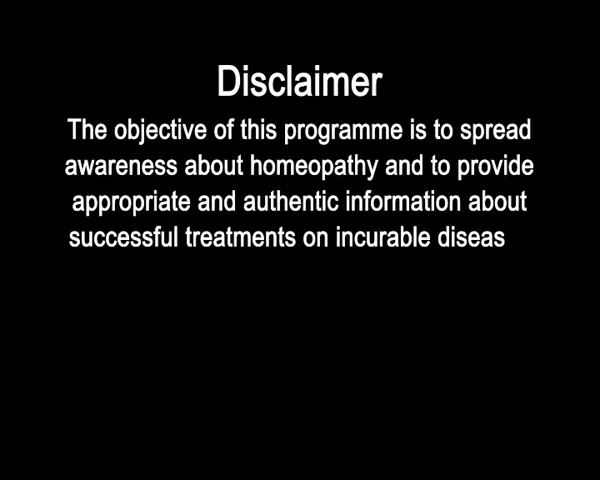 Disclaimer
The objective of this programme is to spread
awareness about homeopathy and to provide
appropriate and authentic information about
successful treatments on incurable diseas